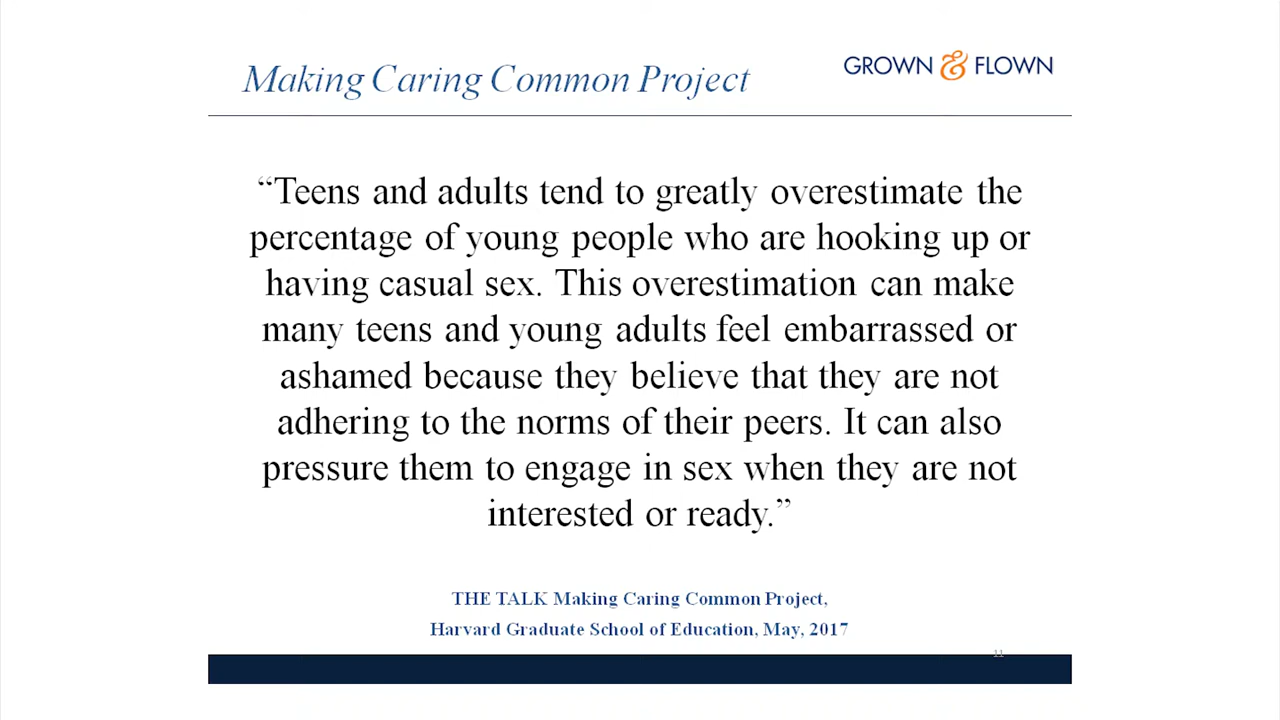 Making Caring Common Project
GROWN & FLOWN
“Teens and adults tend to greatly overestimate the
percentage of young people who are hooking up or
having casual sex. This overestimation can make
many teens and young adults feel embarrassed or
ashamed because they believe that they are not
adhering to the norms of their peers. It can also
pressure them to engage in sex when they are not
interested or ready.”
THE TALK Making Caring Common Project,
Harvard Graduate School of Education, May, 2017
11